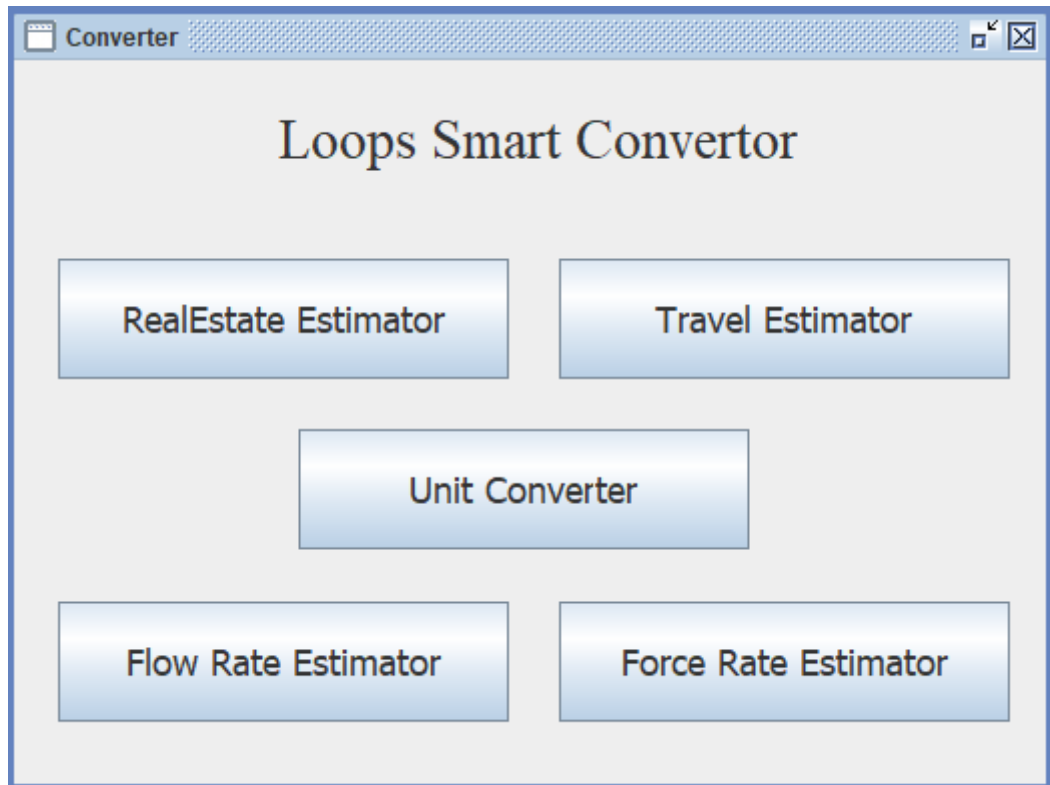 Converter
Loops Smart Convertor
RealEstate Estimator
Travel Estimator
Unit Converter
Flow Rate Estimator
Force Rate Estimator